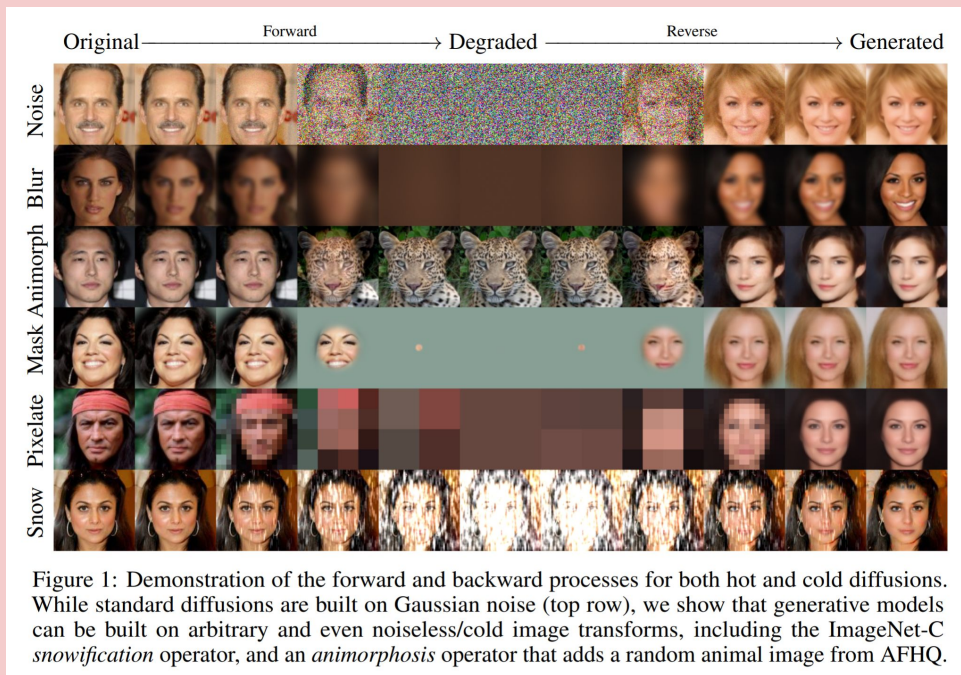 Original Forward Degraded Reverse Generated
Noise
Blur
Animorph
Mask
Pixelate
Snow
Figure 1: Demonstration of the forward and backward processes for both hot and cold diffusions.
While standard diffusions are built on Gaussian noise (top row), we show that generative models
can be built on arbitrary and even noiseless/cold image transforms, including the ImageNet-C
snowification operator, and an animorphosis operator that adds a random animal image from AFHQ.